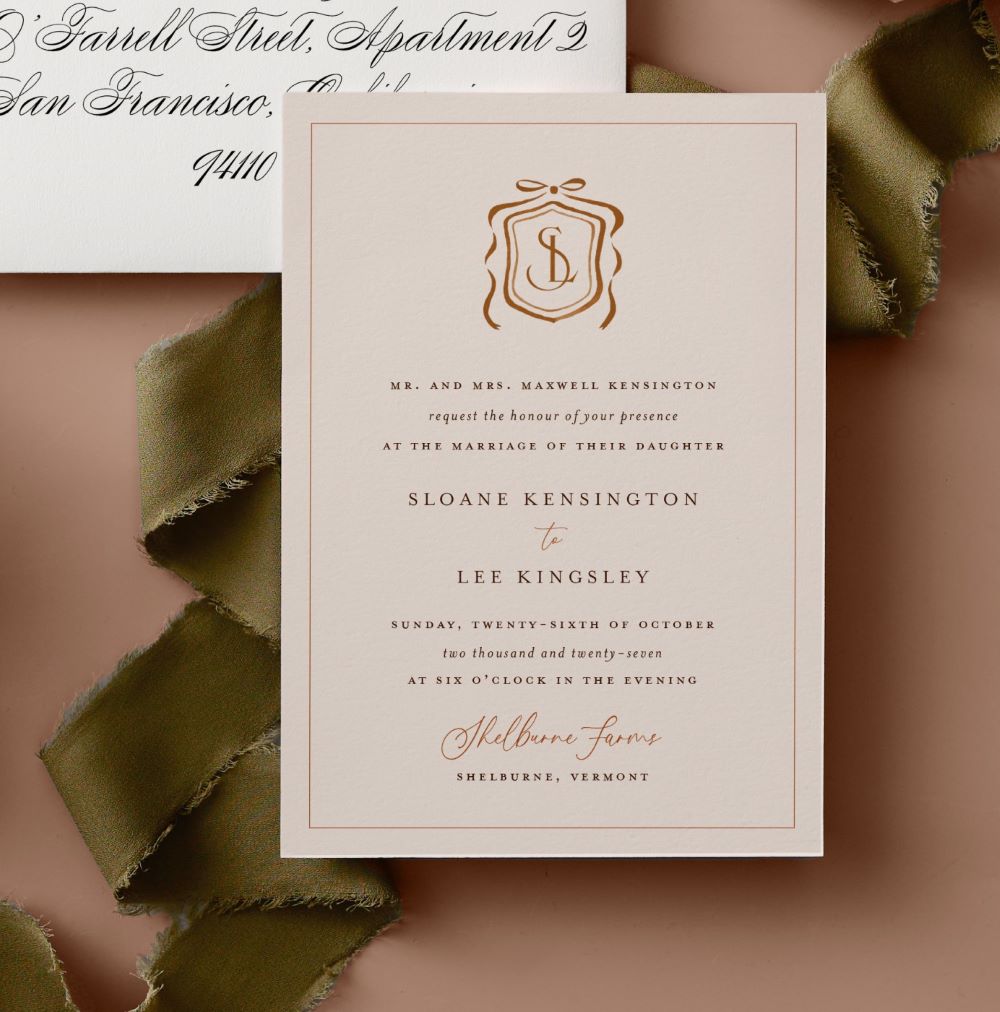 O'Farrell Street, Apartment 2
San Francisco,
94110
SL
MR. AND MRS. MAXWELL KENSINGTON
request the honour of your presence
AT THE MARRIAGE OF THEIR DAUGHTER
SLOANE KENSINGTON
to
LEE KINGSLEY
SUNDAY, TWENTY-SIXTH OF OCTOBER
two thousand and twenty-seven
AT SIX O'CLOCK IN THE EVENING
Shelburne Farms
SHELBURNE, VERMONT